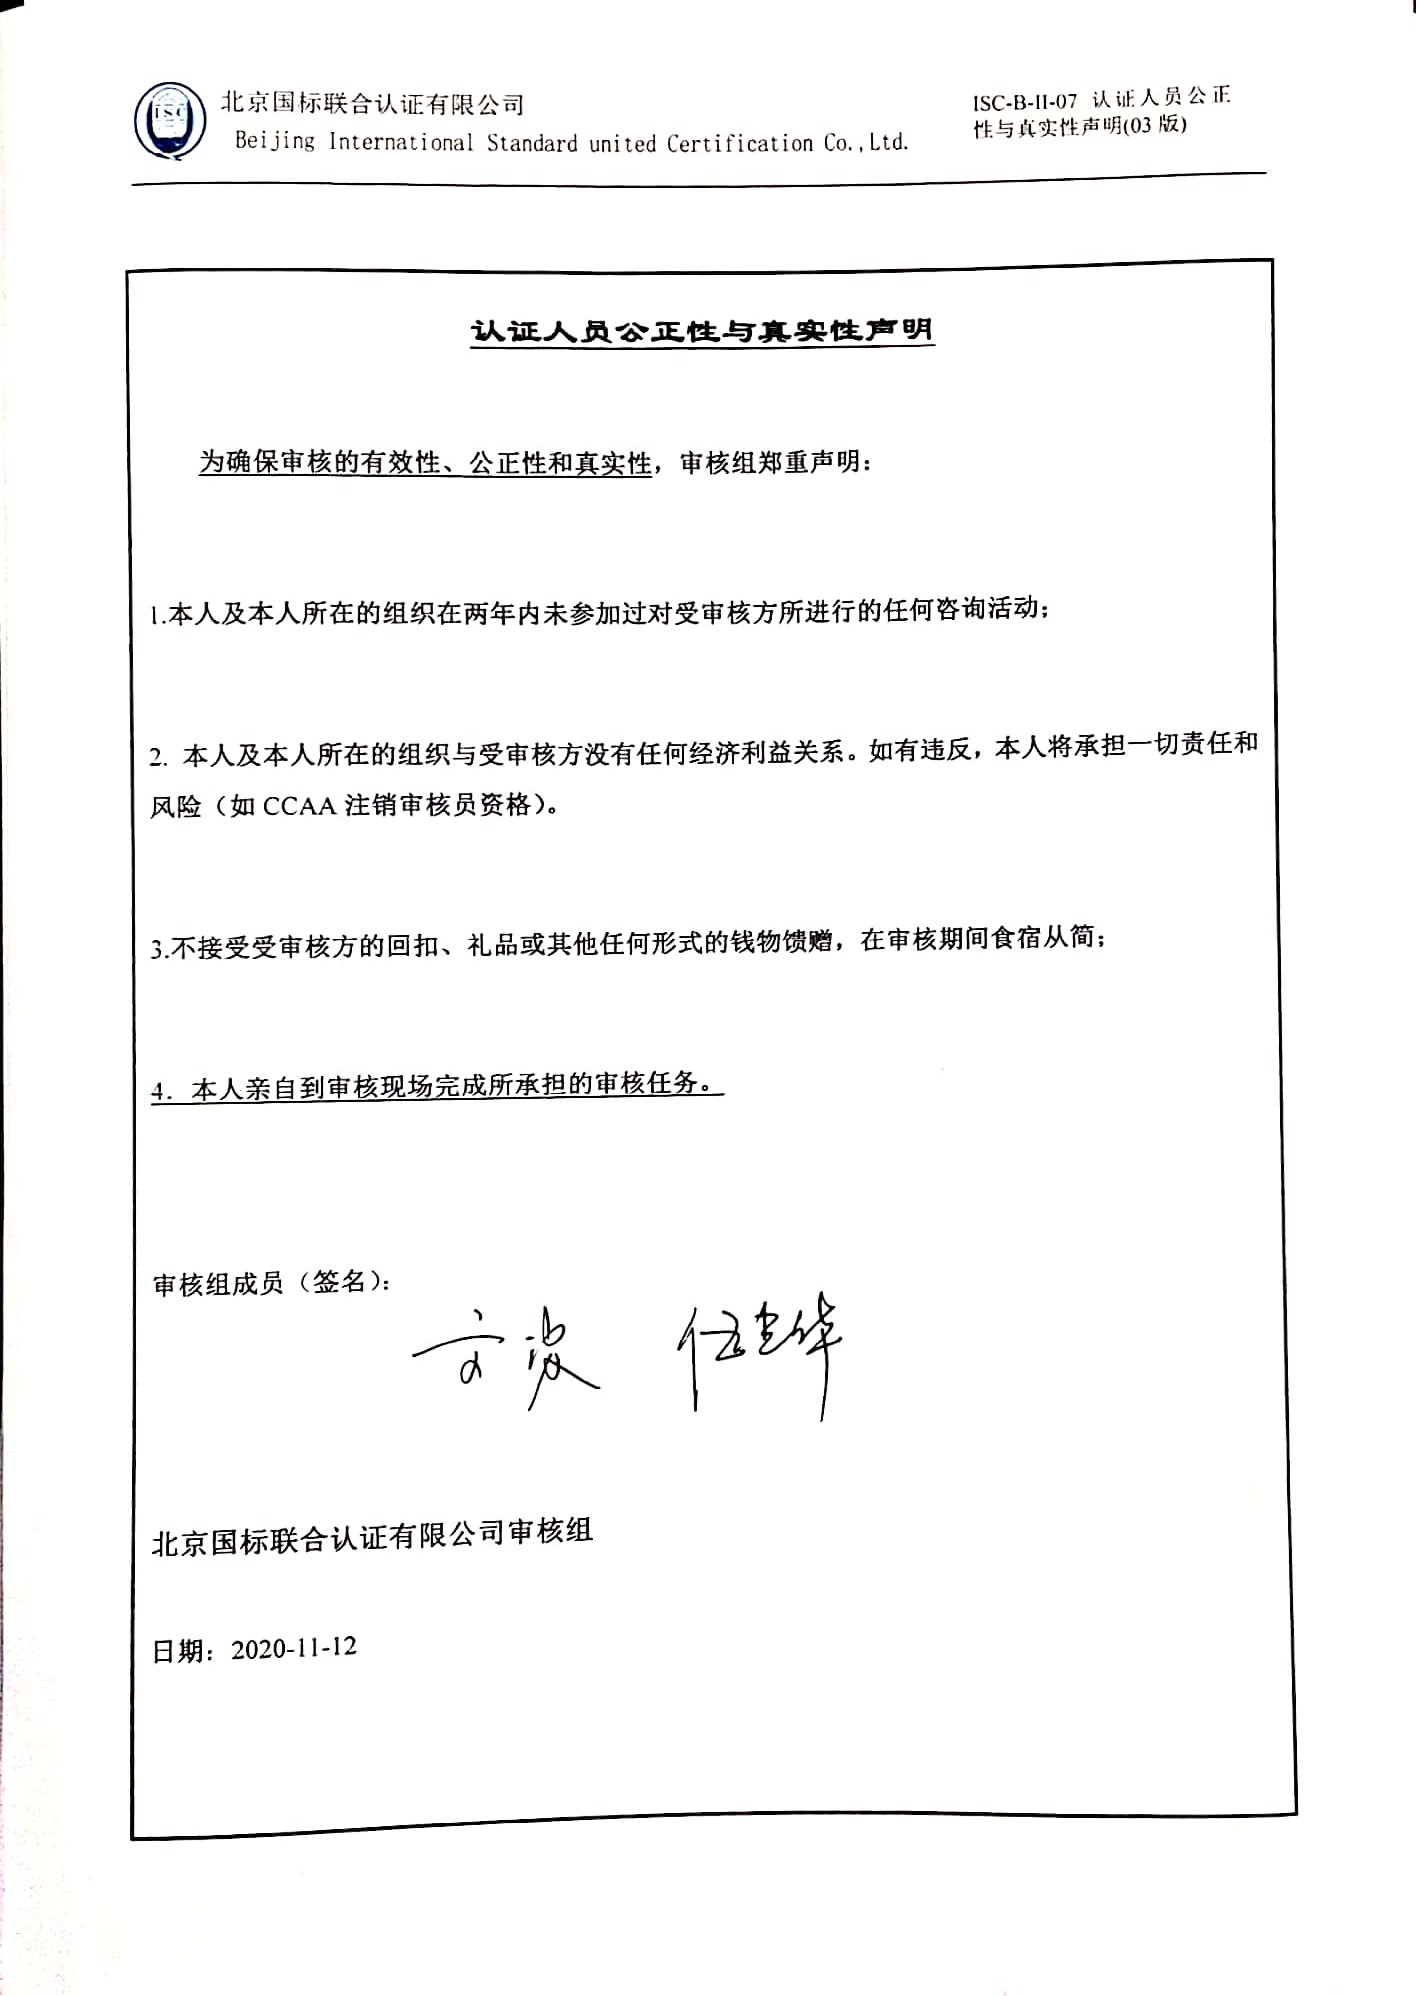 ISC
北京国标联合认证有限公司
Beijing International Standard united Certification Co.,Ltd.
ISC-B-II-07 认证人员公正
性与真实性声明(03版)
认证人员公正性与真实性声明
为确保审核的有效性、公正性和真实性，审核组郑重声明：
1.本人及本人所在的组织在两年内未参加过对受审核方所进行的任何咨询活动；
2. 本人及本人所在的组织与受审核方没有任何经济利益关系。如有违反，本人将承担一切责任和
风险（如 CCAA 注销审核员资格）。
3.不接受受审核方的回扣、礼品或其他任何形式的钱物馈赠，在审核期间食宿从简；
4. 本人亲自到审核现场完成所承担的审核任务。
审核组成员（签名）：
北京国标联合认证有限公司审核组
日期：2020-11-12